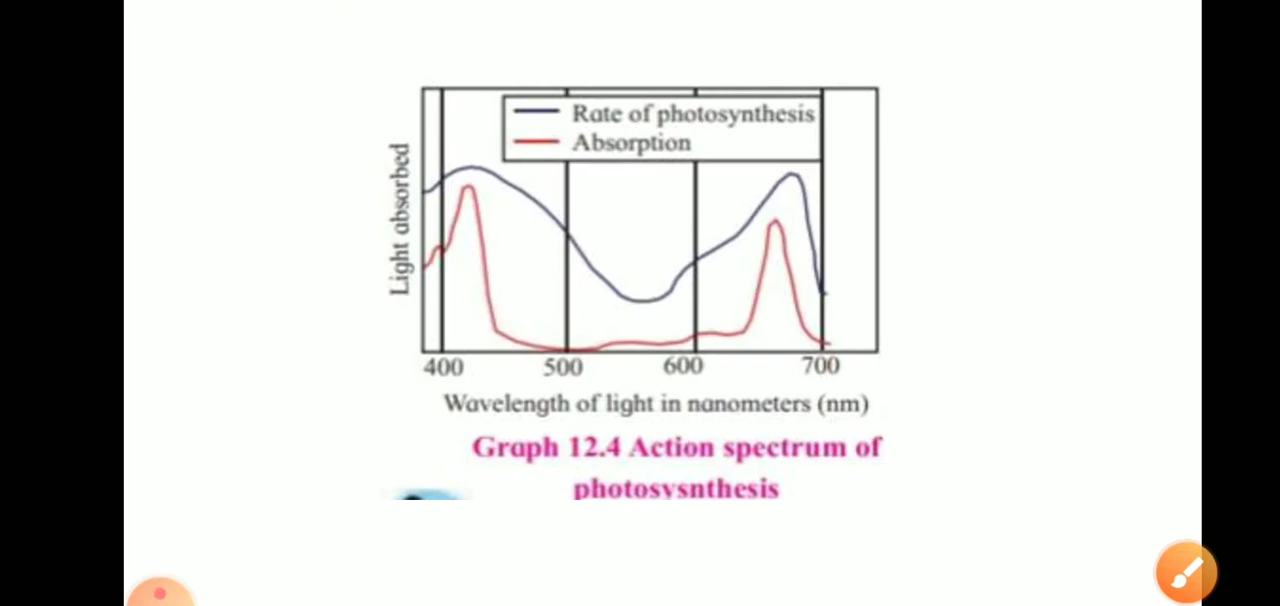 Rate of photosynthesis
Absorption
Light absorbed
400 500 600 700
Wavelength of light in nanometers (nm)
Graph 12.4 Action spectrum of
photosysnthesis